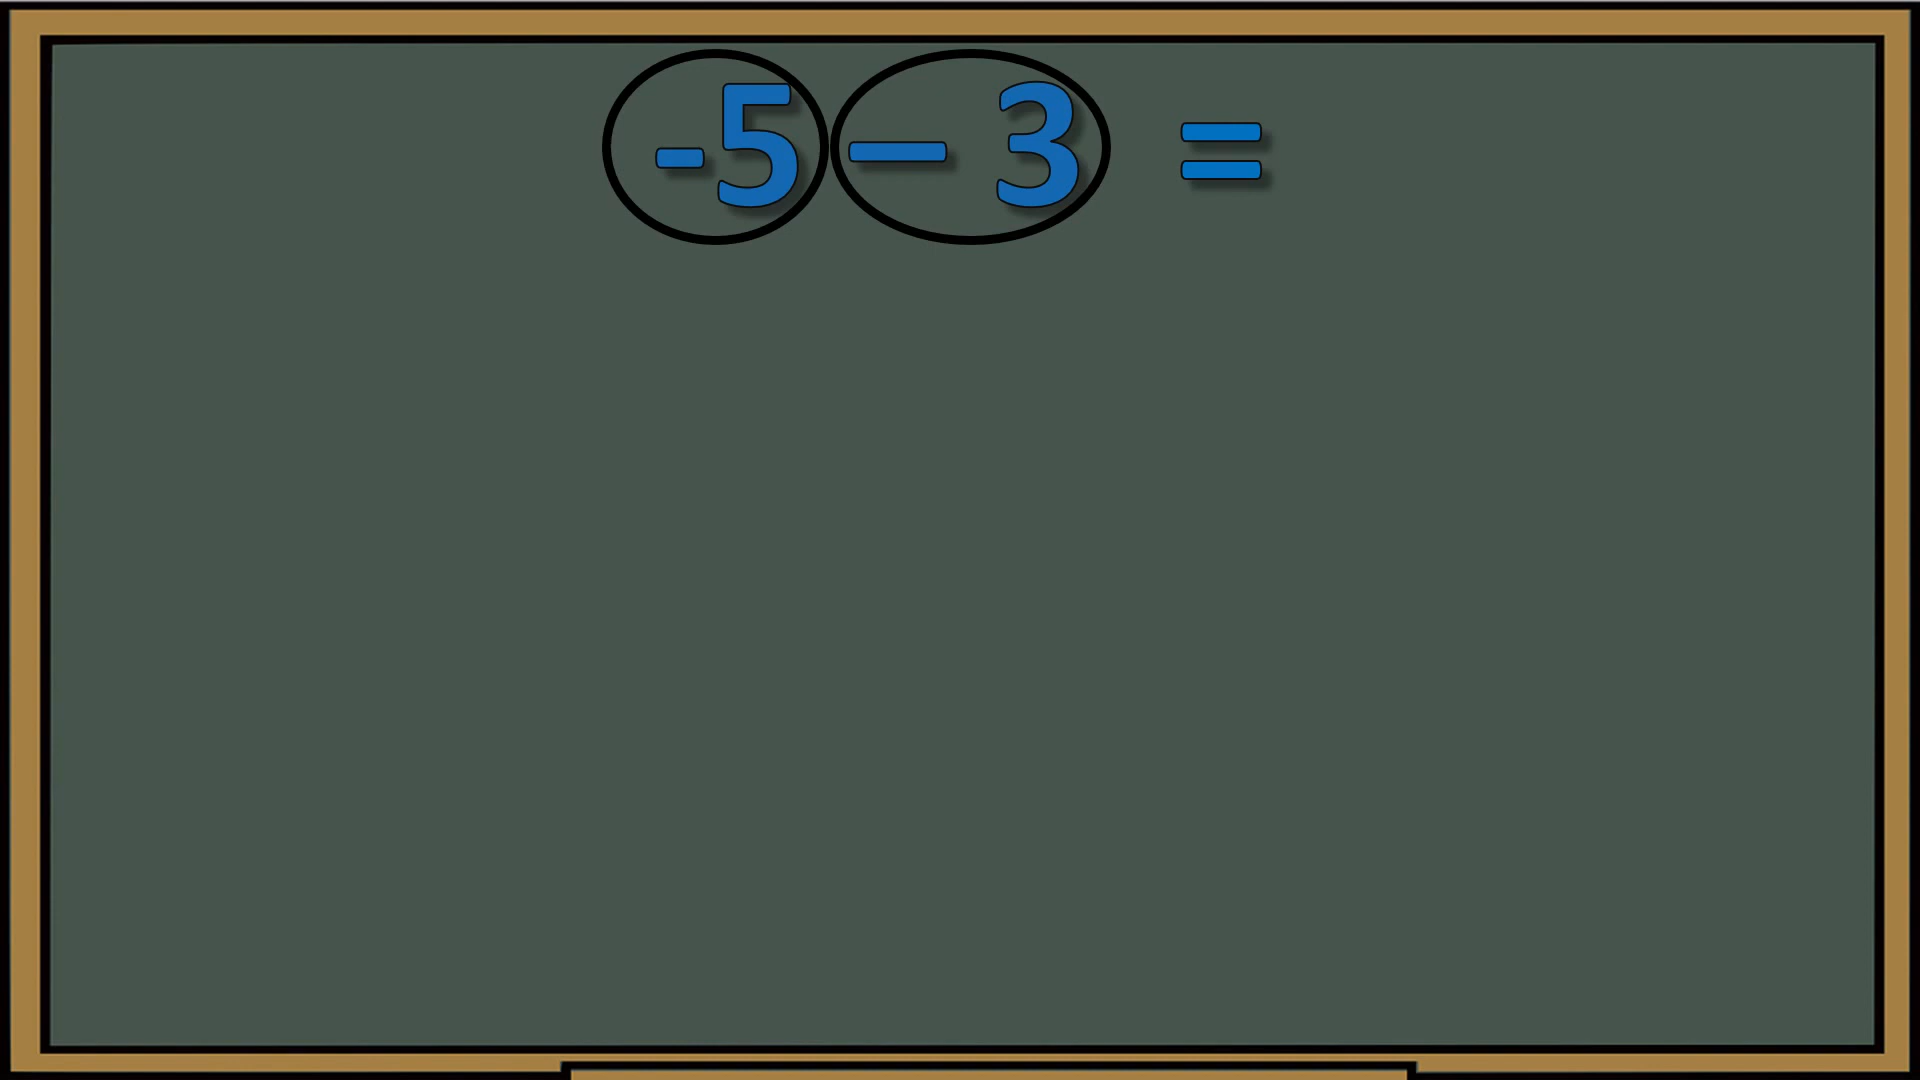 -5 – 3 =